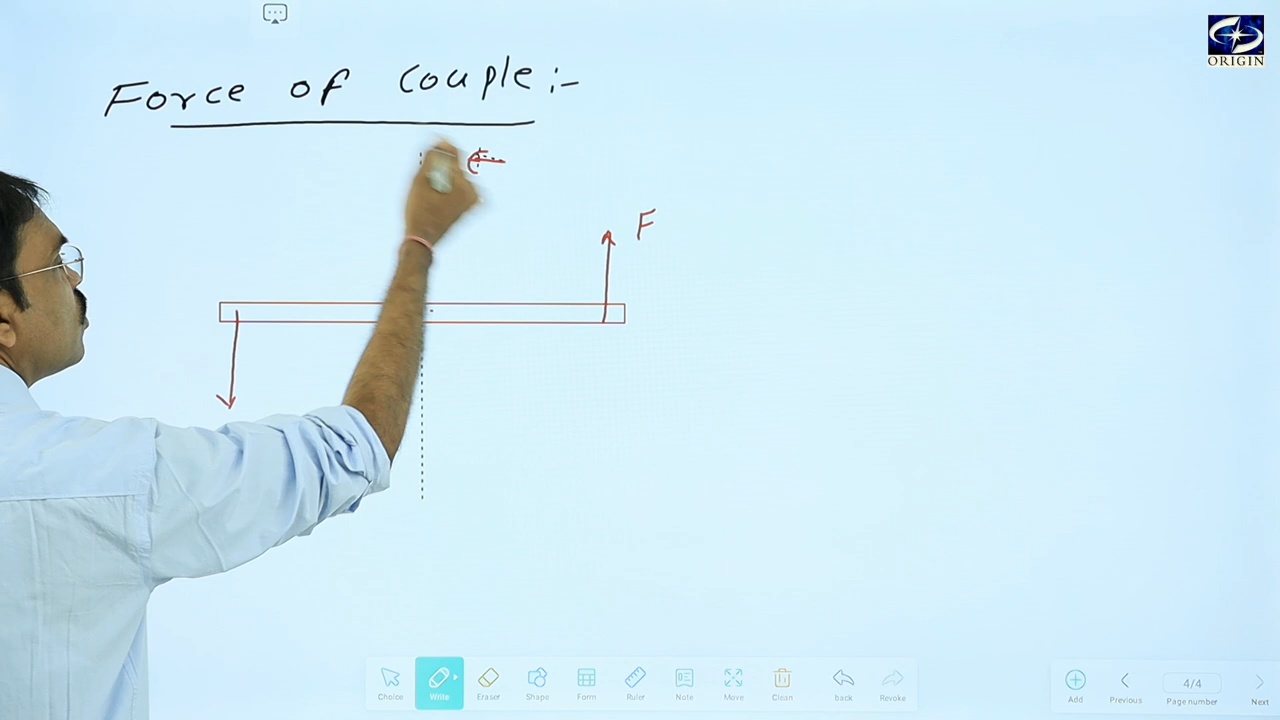 ORIGIN
Force of Couple :-
F
Choice Write Eraser Shape Form Ruler Note Move Clean back Revoke
Add Previous 4/4 Page number Next